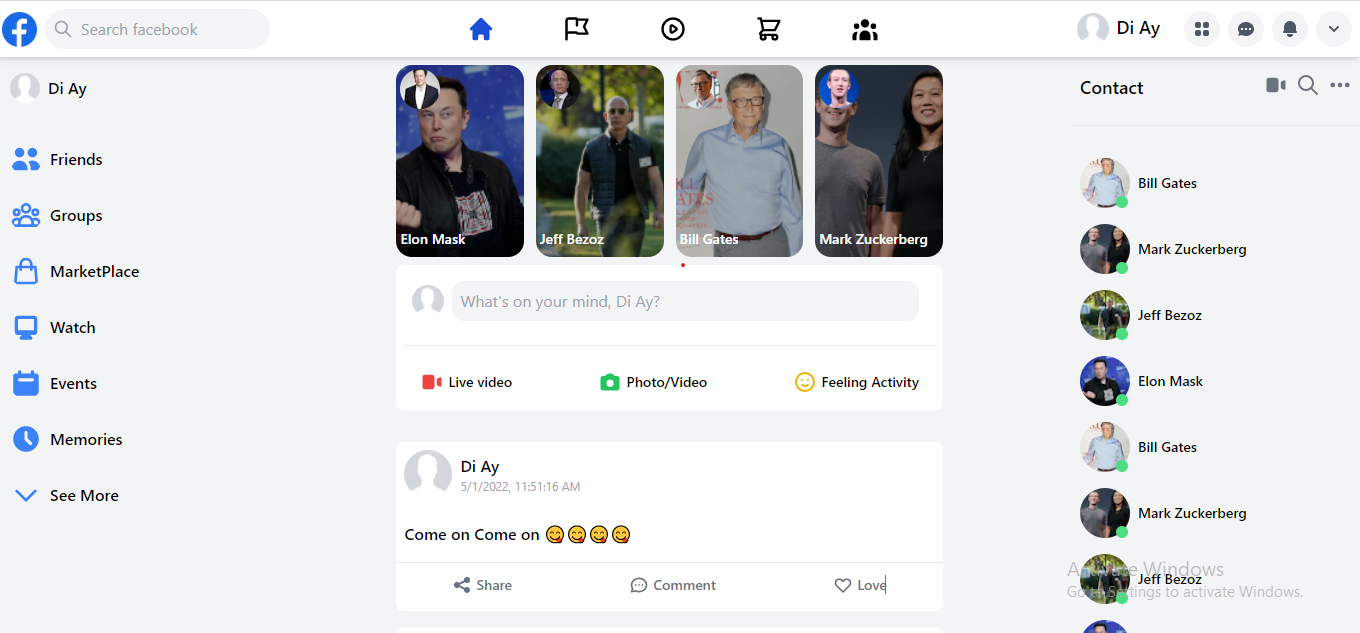 Search facebook
Di Ay
Di Ay
Friends
Groups
MarketPlace
Watch
Events
Memories
See More
Elon Mask
Jeff Bezoz
Bill Gates
Mark Zuckerberg
What's on your mind, Di Ay?
Live video
Photo/Video
Feeling Activity
Di Ay
5/1/2022, 11:51:16 AM
Come on Come on 😋😋😋😋
Share
Comment
Love
Contact
Bill Gates
Mark Zuckerberg
Jeff Bezoz
Elon Mask
Bill Gates
Mark Zuckerberg
Jeff Bezoz
Activate Windows
Go to Settings to activate Windows.